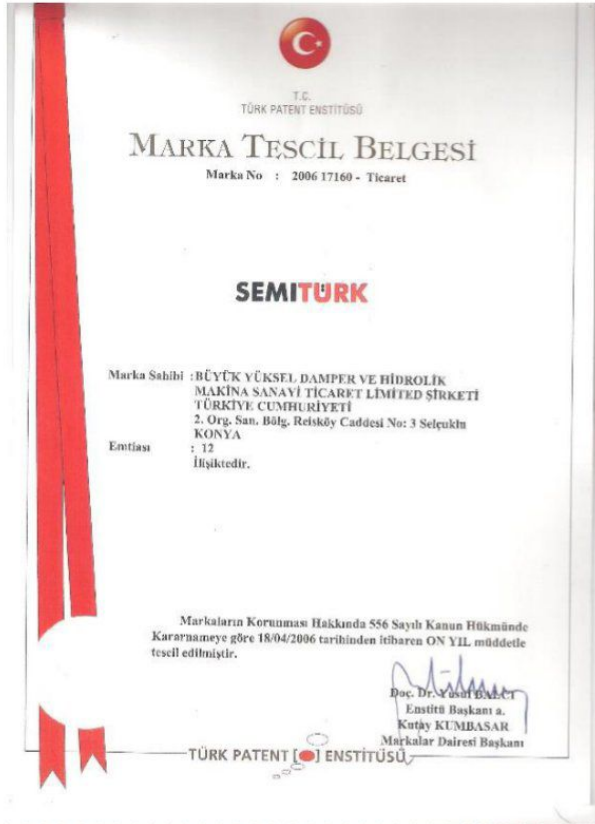 T.C.
TÜRK PATENT ENSTİTÜSÜ
MARKA TESCİL BELGESİ
Marka No : 2006 17160 - Ticaret
SEMITÜRK
Marka Sahibi : BÜYÜK YÜKSEL DAMPER VE HİDROLİK
MAKİNA SANAYİ TİCARET LİMİTED ŞİRKETİ
TÜRKİYE CUMHURİYETİ
2. Org. San. Bölg. Reisköy Caddesi No: 3 Selçuklu
KONYA
Emtiası : 12
İlişiktedir.
Markaların Korunması Hakkında 556 Sayılı Kanun Hükmünde
Kararnameye göre 18/04/2006 tarihinden itibaren ON YIL müddetle
tescil edilmiştir.
Doç. Dr. Yusuf BALCI
Enstitü Başkanı a.
Kutay KUMBASAR
Markalar Dairesi Başkanı
TÜRK PATENT [ ] ENSTİTÜSÜ